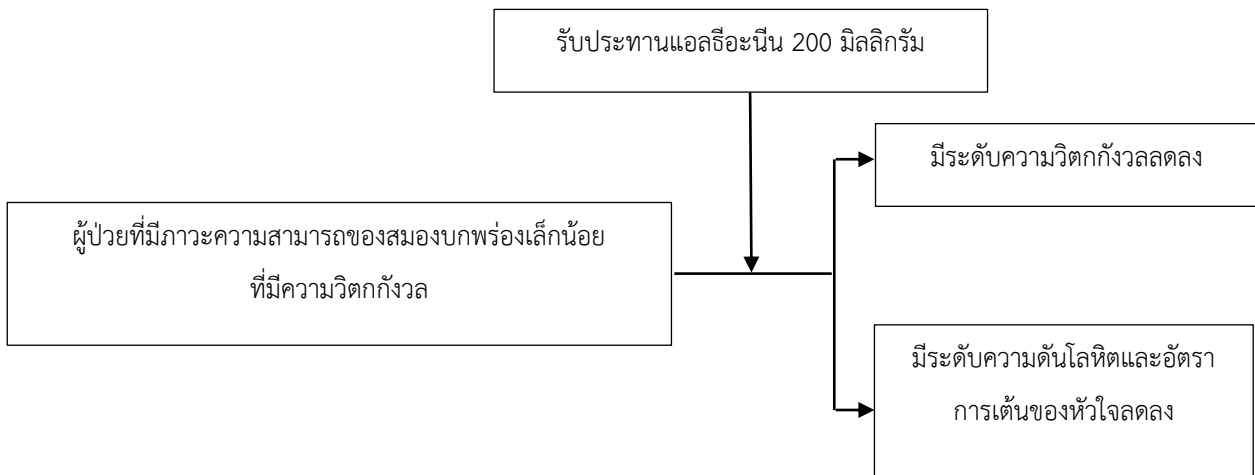 รับประทานแอลธีอะนีน 200 มิลลิกรัม
มีระดับความวิตกกังวลลดลง
ผู้ป่วยที่มีภาวะความสามารถของสมองบกพร่องเล็กน้อย
ที่มีความวิตกกังวล
มีระดับความดันโลหิตและอัตรา
การเต้นของหัวใจลดลง